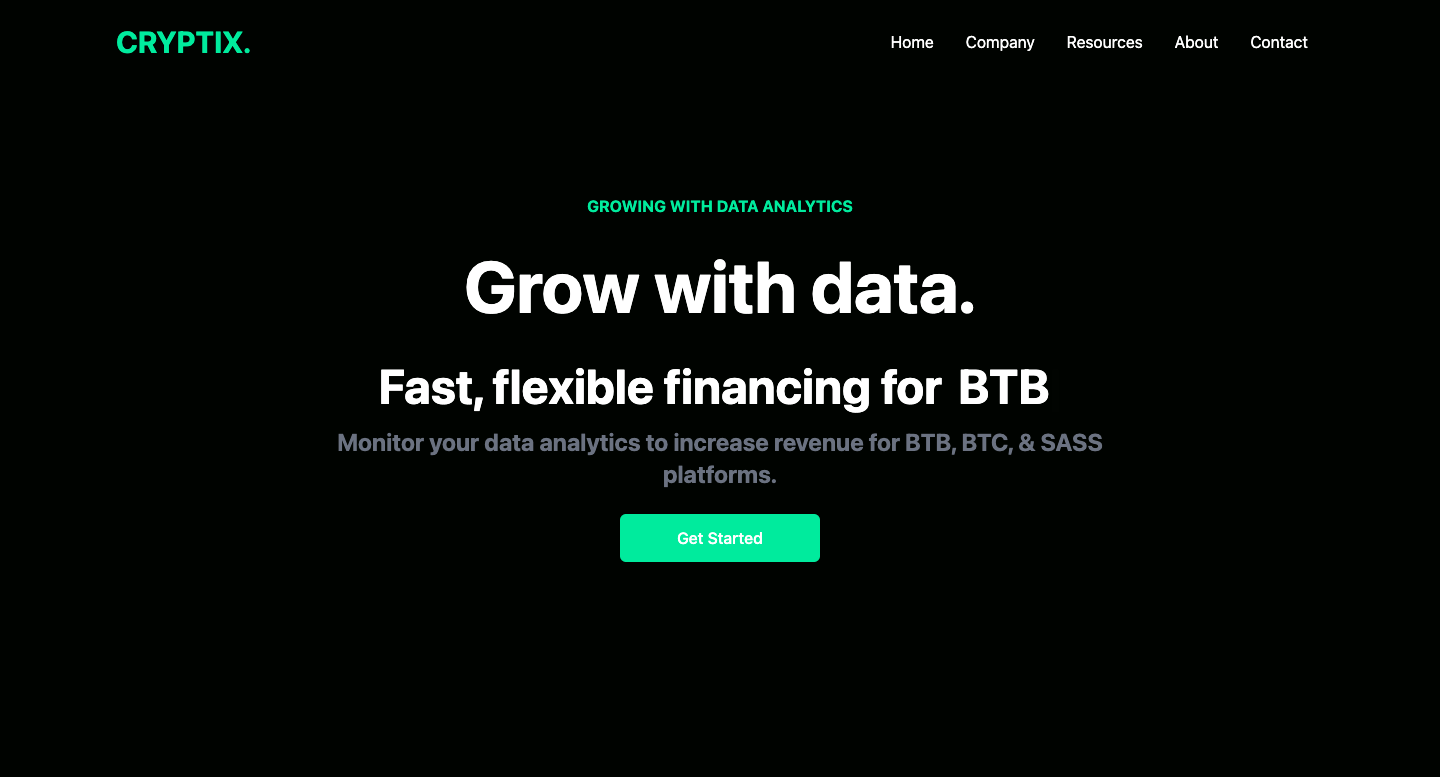 CRYPTIX.
Home Company Resources About Contact
GROWING WITH DATA ANALYTICS
Grow with data.
Fast, flexible financing for BTB
Monitor your data analytics to increase revenue for BTB, BTC, & SASS
platforms.
Get Started